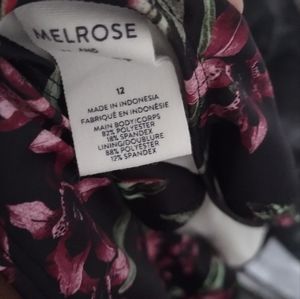 MELROSE
AND
12
MADE IN INDONESIA
FABRIQUÉ EN INDONÉSIE
MAIN BODY/CORPS
82% POLYESTER
18% SPANDEX
LINING/DOUBLURE
88% POLYESTER
12% SPANDEX